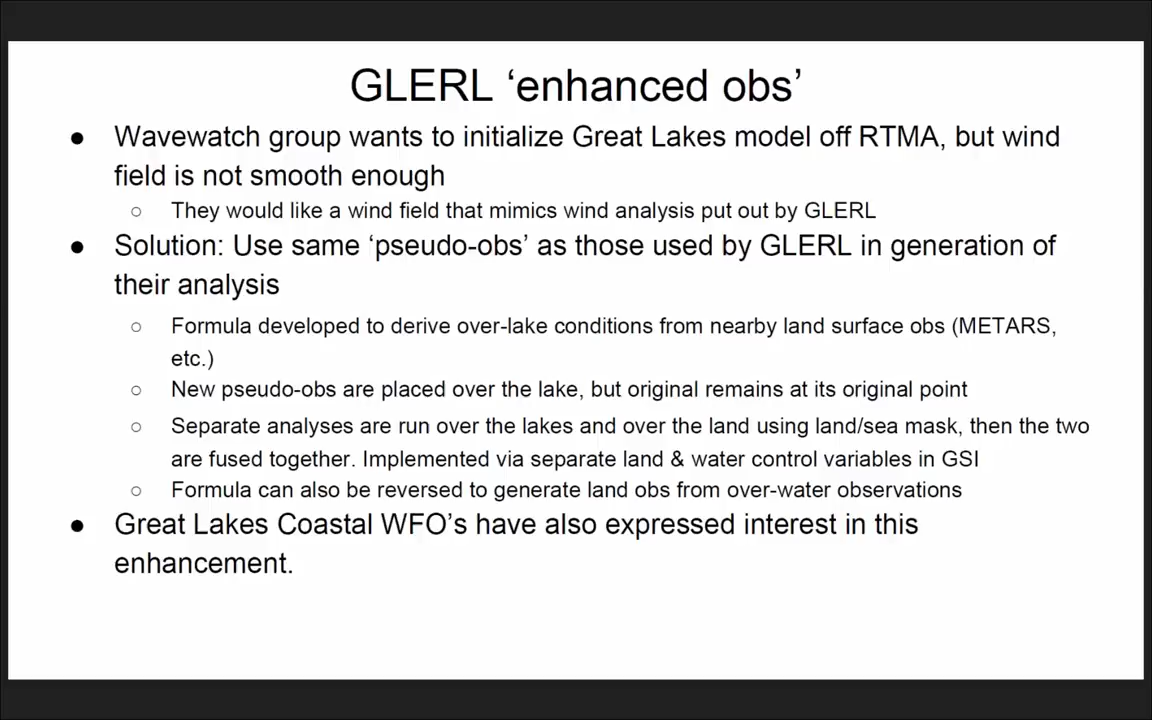 GLERL ‘enhanced obs’
● Wavewatch group wants to initialize Great Lakes model off RTMA, but wind
field is not smooth enough
○ They would like a wind field that mimics wind analysis put out by GLERL
● Solution: Use same ‘pseudo-obs’ as those used by GLERL in generation of
their analysis
○ Formula developed to derive over-lake conditions from nearby land surface obs (METARS,
etc.)
○ New pseudo-obs are placed over the lake, but original remains at its original point
○ Separate analyses are run over the lakes and over the land using land/sea mask, then the two
are fused together. Implemented via separate land & water control variables in GSI
○ Formula can also be reversed to generate land obs from over-water observations
● Great Lakes Coastal WFO’s have also expressed interest in this
enhancement.